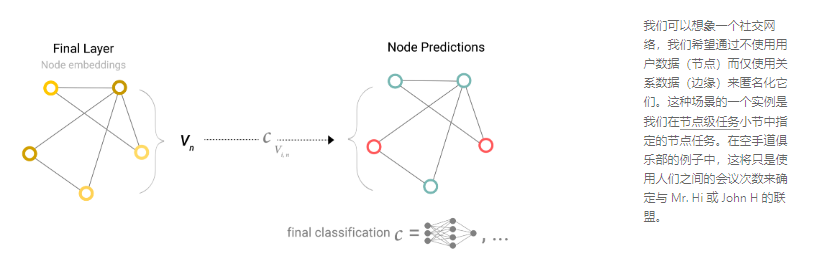 Final Layer
Node embeddings
Vn
c
Vi,n
Node Predictions
final classification c = , ...
我们可以想象一个社交网
络，我们希望通过不使用用
户数据（节点）而仅使用关
系数据（边缘）来匿名化它
们。这种场景的一个实例是
我们在节点级任务小节中指
定的节点任务。在空手道俱
乐部的例子中，这将只是使
用人们之间的会议次数来确
定与 Mr. Hi 或 John H 的联
盟。